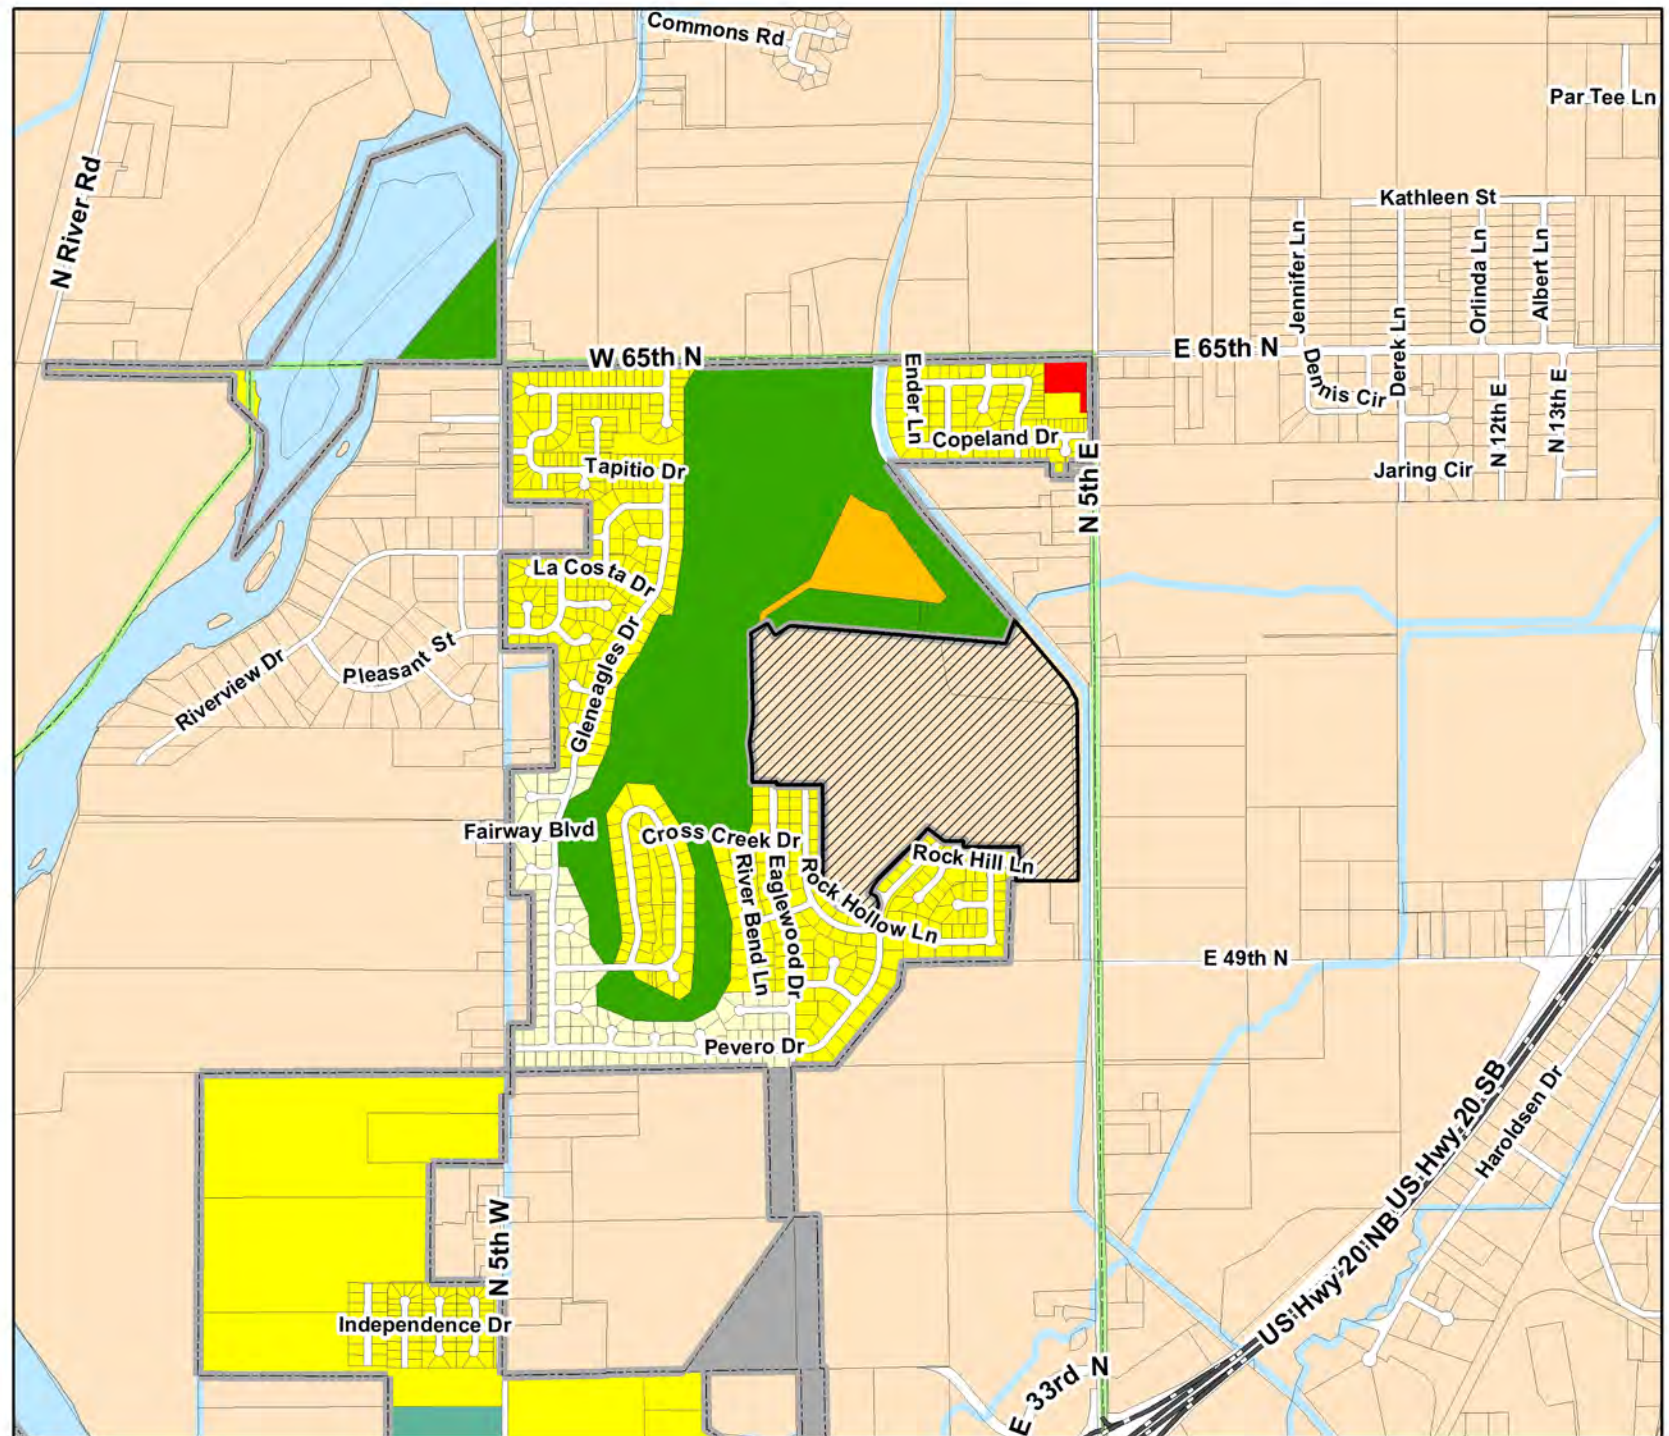 Commons Rd
Par Tee Ln
N River Rd
Kathleen St
Jennifer Ln
Orlinda Ln
Albert Ln
Derek Ln
W 65th N
E 65th N
Ender Ln
Dennis Cir
N 12th E
N 13th E
Copeland Dr
Tapitio Dr
Jaring Cir
N 5th E
La Costa Dr
Gleneagles Dr
Riverview Dr
Pleasant St
Fairway Blvd
Cross Creek Dr
Rock Hill Ln
River Bend Ln
Eaglewood Dr
Rock Hollow Ln
E 49th N
Pevero Dr
US Hwy 20 SB
Haroldsen Dr
N 5th W
US Hwy 20 NB
Independence Dr
E 33rd N